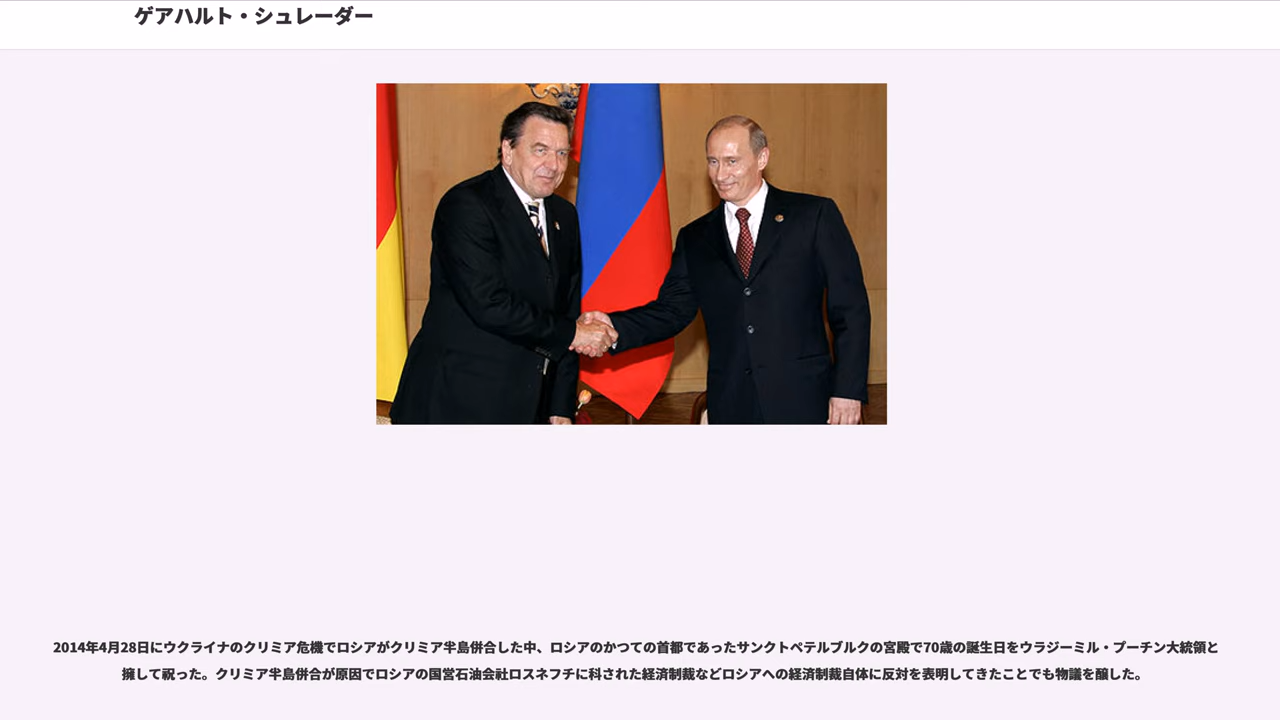 ゲアハルト・シュレーダー
2014年4月28日にウクライナのクリミア危機でロシアがクリミア半島併合した中、ロシアのかつての首都であったサンクトペテルブルクの宮殿で70歳の誕生日をウラジーミル・プーチン大統領と
擁して祝った。クリミア半島併合が原因でロシアの国営石油会社ロスネフチに科された経済制裁などロシアへの経済制裁自体に反対を表明してきたことでも物議を醸した。